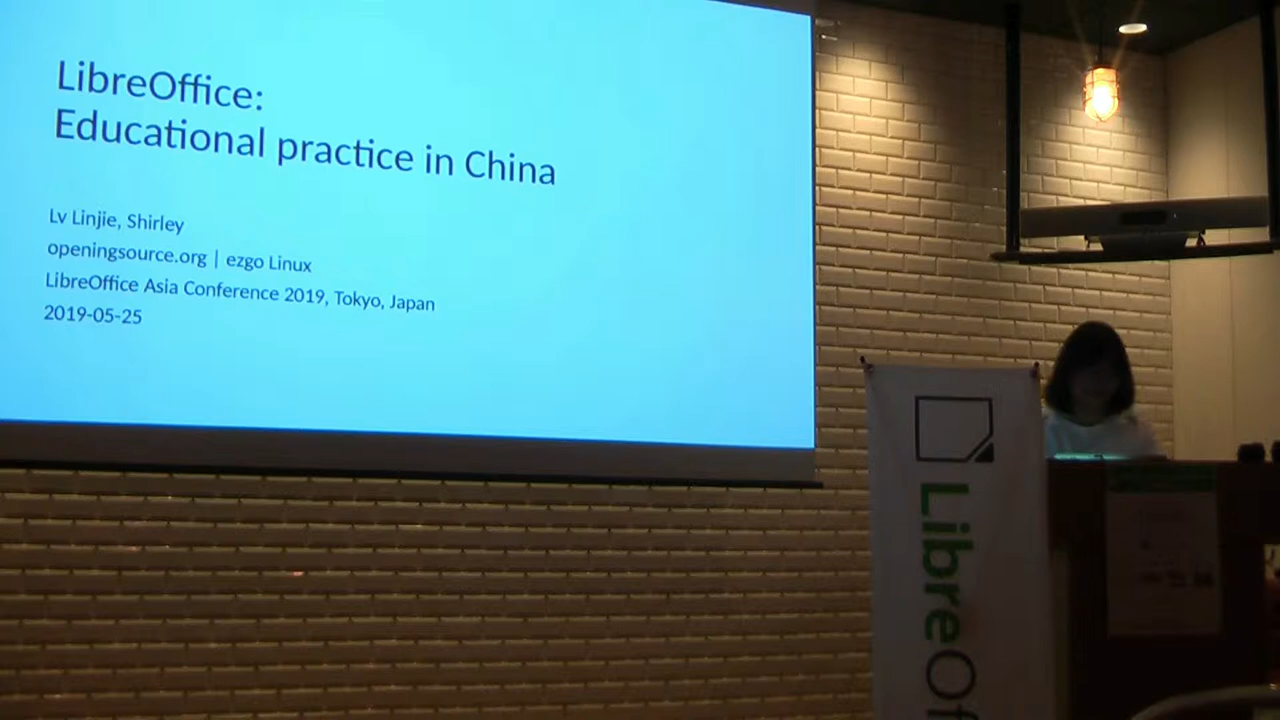 LibreOffice:
Educational practice in China
Lv Linjie, Shirley
openingsource.org | ezgo Linux
LibreOffice Asia Conference 2019, Tokyo, Japan
2019-05-25
LibreOf